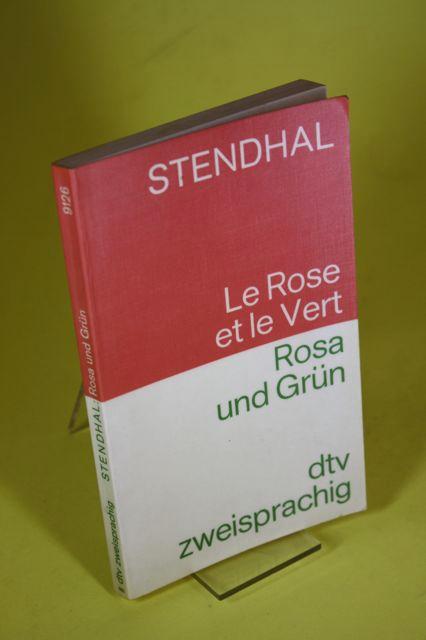 STENDHAL
Le Rose
et le Vert
Rosa
und Grün
dtv
zweisprachig
9126
STENDHAL: Rosa und Grün
dtv zweisprachig